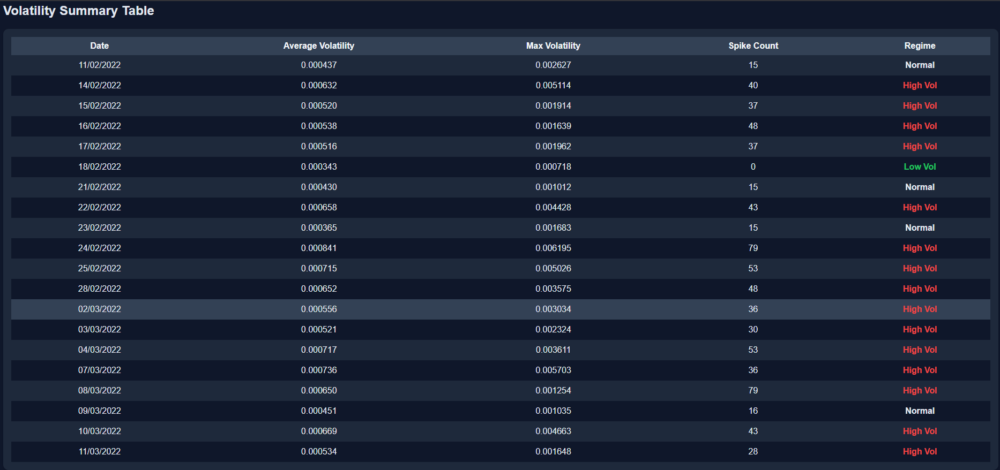 Volatility Summary Table
Date Average Volatility Max Volatility Spike Count Regime
11/02/2022 0.000437 0.002627 15 Normal
14/02/2022 0.000632 0.005114 40 High Vol
15/02/2022 0.000520 0.001914 37 High Vol
16/02/2022 0.000538 0.001639 48 High Vol
17/02/2022 0.000516 0.001962 37 High Vol
18/02/2022 0.000343 0.000718 0 Low Vol
21/02/2022 0.000430 0.001012 15 Normal
22/02/2022 0.000658 0.004428 43 High Vol
23/02/2022 0.000365 0.001683 15 Normal
24/02/2022 0.000841 0.006195 79 High Vol
25/02/2022 0.000715 0.005026 53 High Vol
28/02/2022 0.000652 0.003575 48 High Vol
02/03/2022 0.000556 0.003034 36 High Vol
03/03/2022 0.000521 0.002324 30 High Vol
04/03/2022 0.000717 0.003611 53 High Vol
07/03/2022 0.000736 0.005703 36 High Vol
08/03/2022 0.000650 0.001254 79 High Vol
09/03/2022 0.000451 0.001035 16 Normal
10/03/2022 0.000669 0.004663 43 High Vol
11/03/2022 0.000534 0.001648 28 High Vol